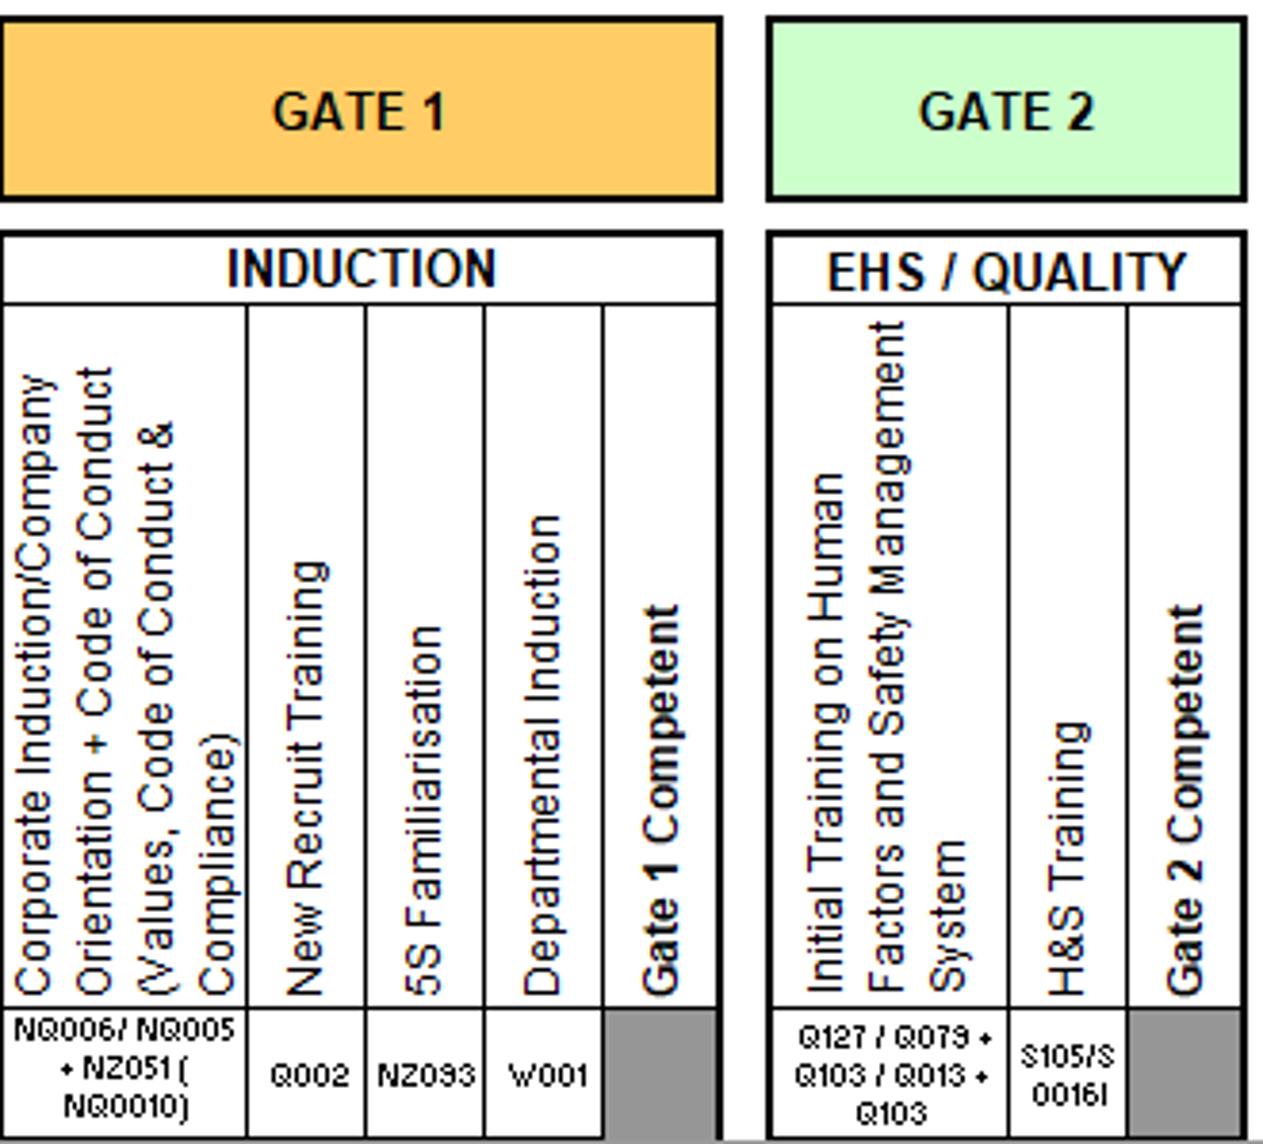 GATE 1
GATE 2
INDUCTION
EHS / QUALITY
Corporate Induction/Company
Orientation + Code of Conduct
(Values, Code of Conduct &
Compliance)
New Recruit Training
5S Familiarisation
Departmental Induction
Gate 1 Competent
Initial Training on Human
Factors and Safety Management
System
H&S Training
Gate 2 Competent
NQ006/ NQ005
+ NZ051 (
NQ0010)
Q002
NZ093
W001
Q127 / Q079 +
Q103 / Q013 +
Q103
S105/S
0016I